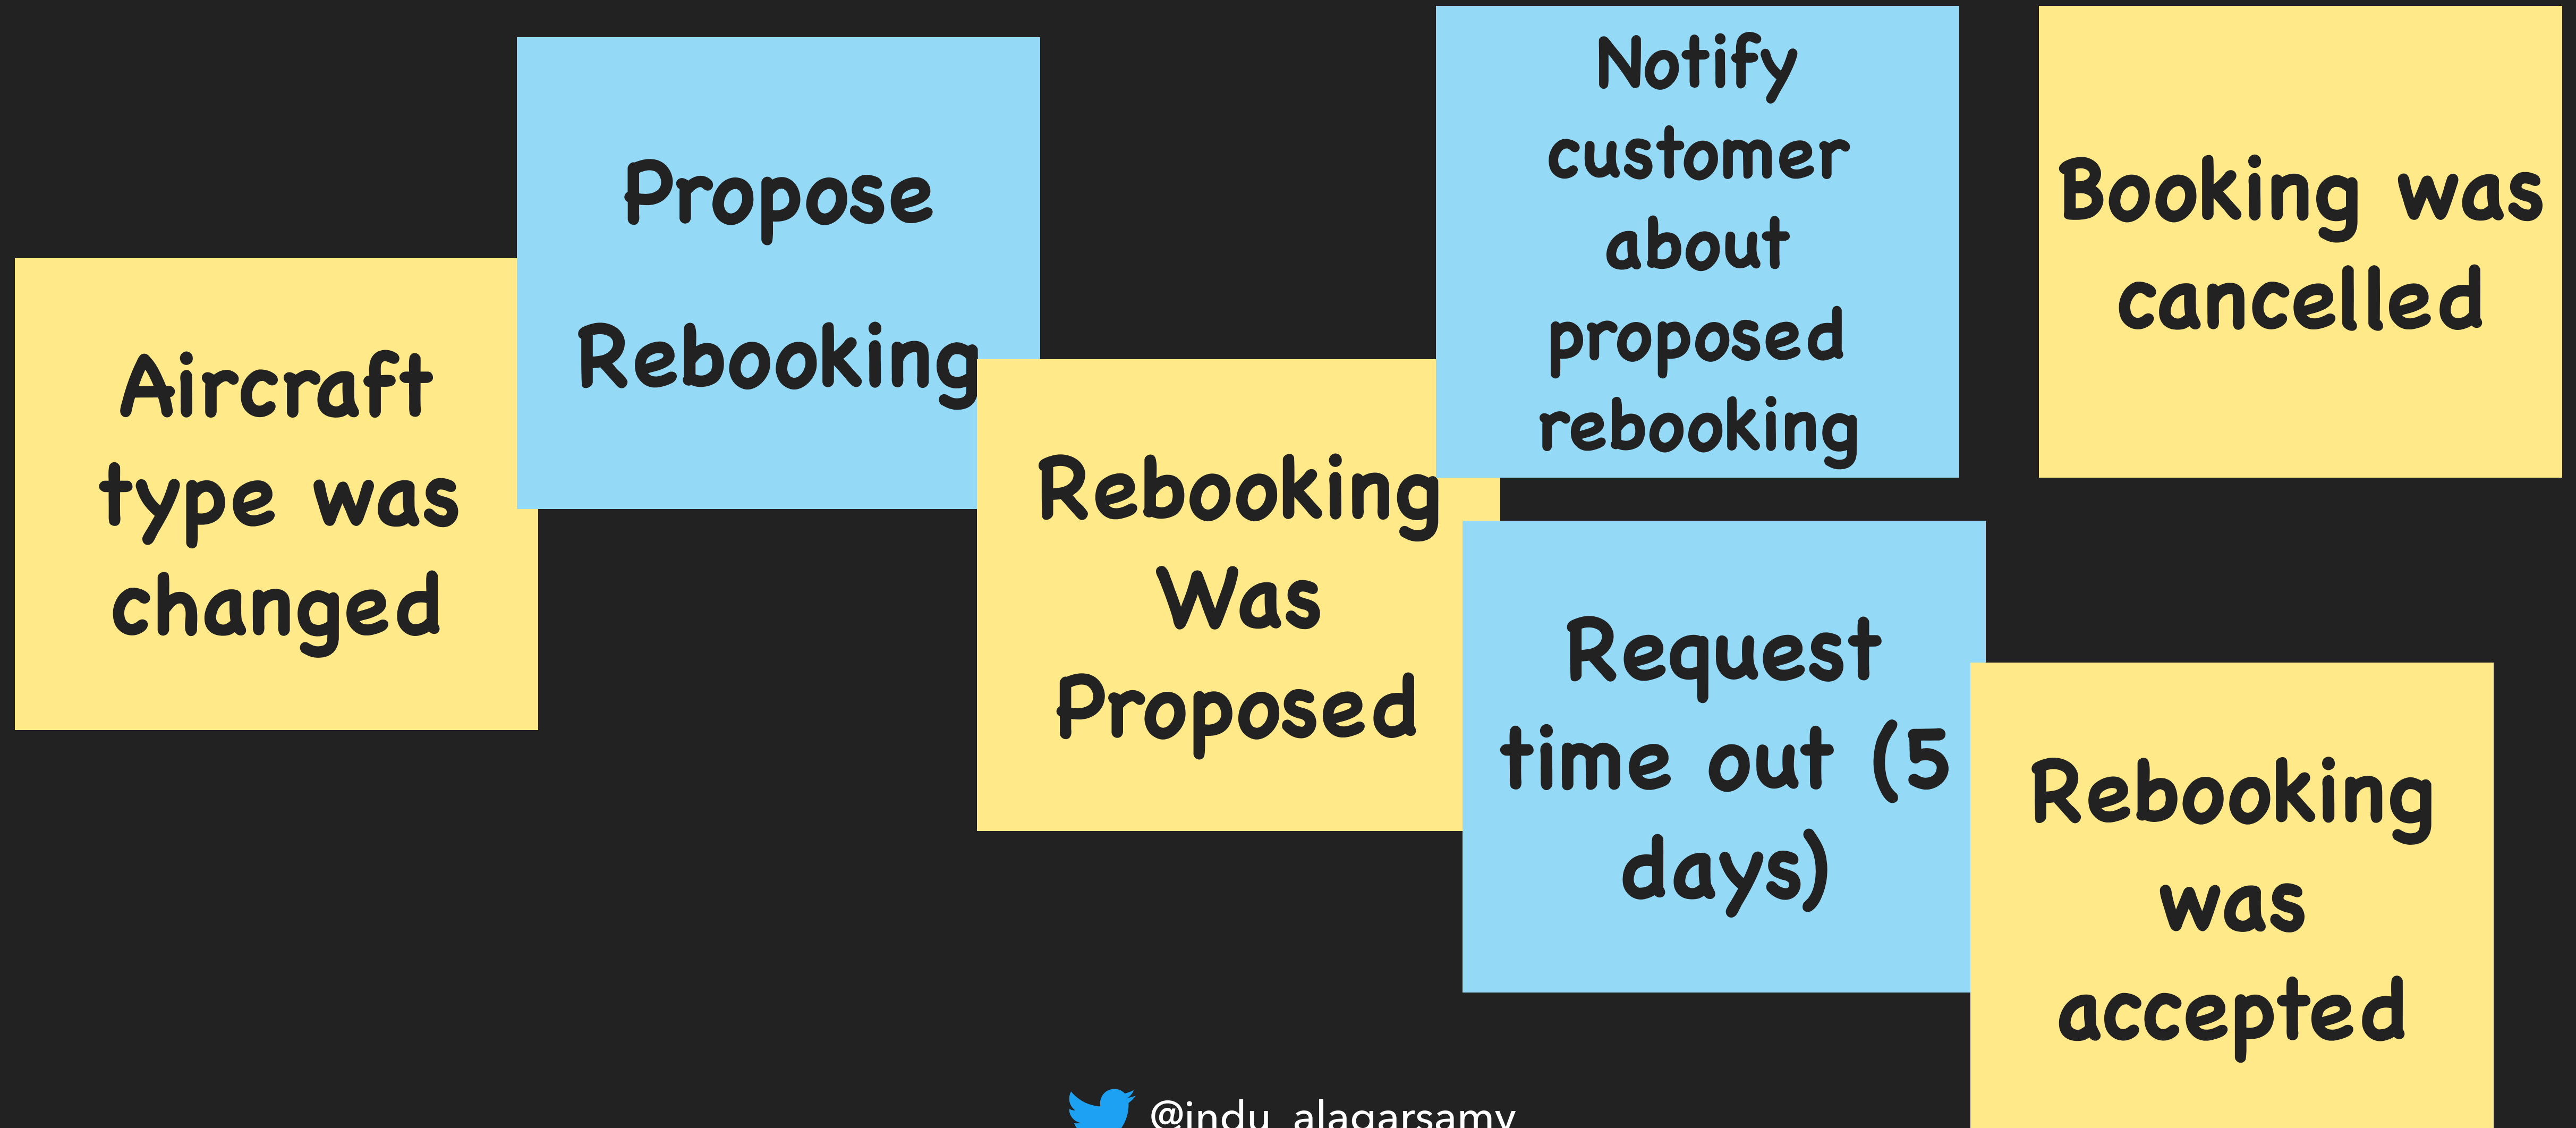 Aircraft
type was
changed
Propose
Rebooking
Rebooking
Was
Proposed
Notify
customer
about
proposed
rebooking
Request
time out (5
days)
Booking was
cancelled
Rebooking
was
accepted
@indu_alagarsamy